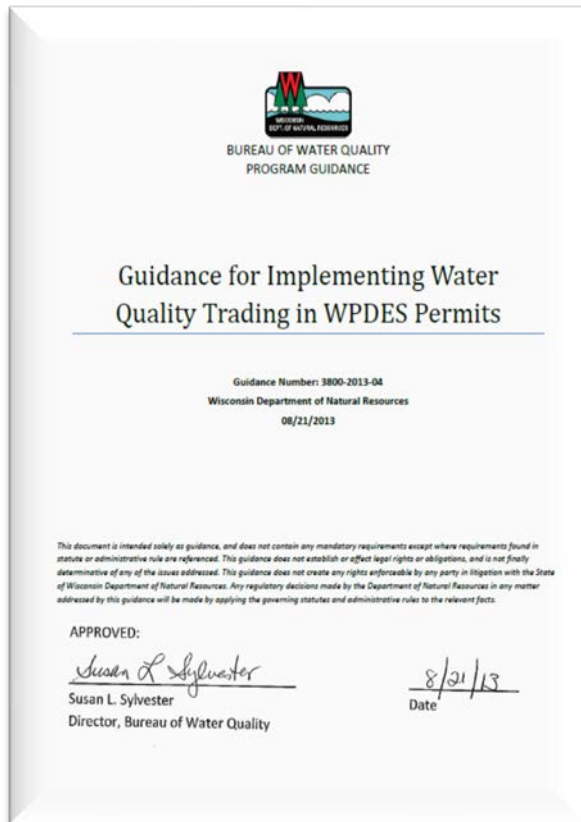 W
WISCONSIN
DEPT. OF NATURAL RESOURCES
BUREAU OF WATER QUALITY
PROGRAM GUIDANCE
Guidance for Implementing Water
Quality Trading in WPDES Permits
Guidance Number: 3800-2013-04
Wisconsin Department of Natural Resources
08/21/2013
This document is intended solely as guidance, and does not contain any mandatory requirements except where requirements found in
statute or administrative rule are referenced. This guidance does not establish or affect legal rights or obligations, and is not finally
determinative of any of the issues addressed. This guidance does not create any rights enforceable by any party in litigation with the State
of Wisconsin Department of Natural Resources. Any regulatory decisions made by the Department of Natural Resources in any matter
addressed by this guidance will be made by applying the governing statutes and administrative rules to the relevant facts.
APPROVED:
Susan L Sylvester
8/21/13
Susan L. Sylvester
Date
Director, Bureau of Water Quality